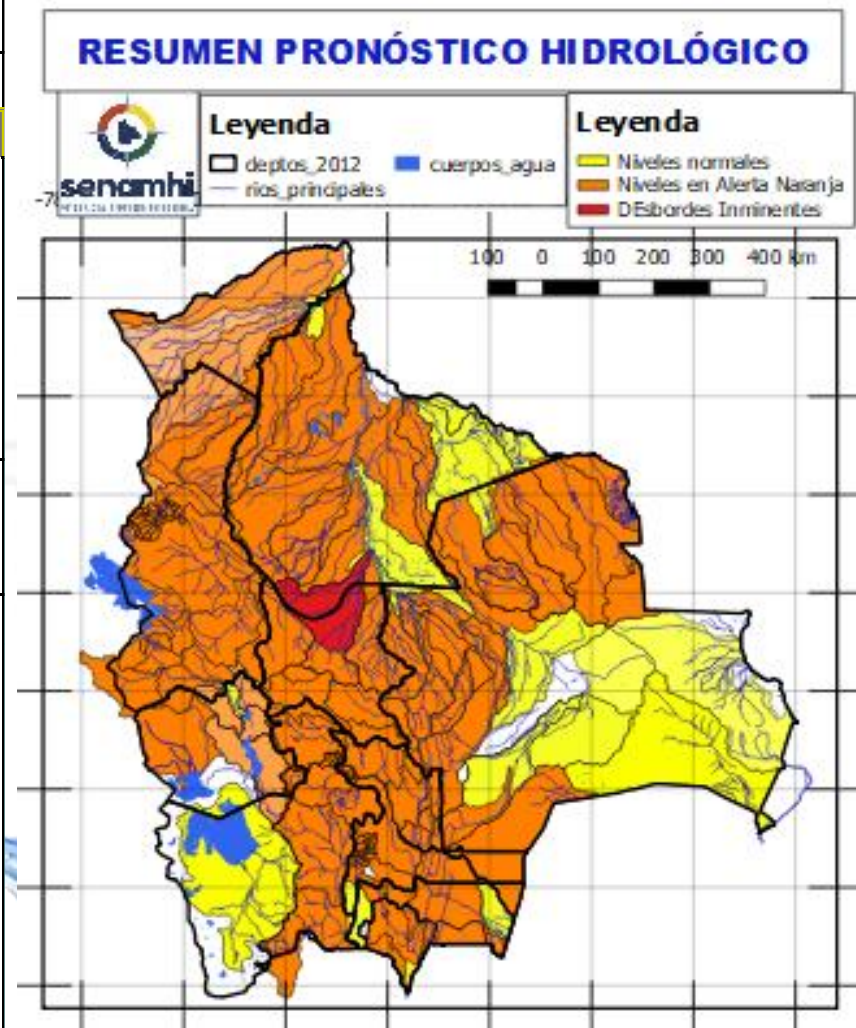 RESUMEN PRONÓSTICO HIDROLÓGICO
senamhi
Leyenda
deptos_2012
cuerpos_agua
rios_principales
Leyenda
Niveles normales
Niveles en Alerta Naranja
DEsbordes Inminentes
100 0 100 200 300 400 km